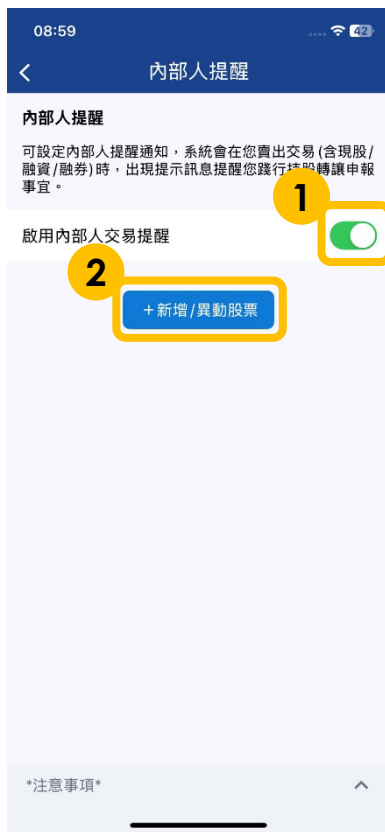 08:59
42
內部人提醒
內部人提醒
可設定內部人提醒通知，系統會在您賣出交易(含現股/
融資/融券)時，出現提示訊息提醒您踐行持股轉讓申報
事宜。
1
啟用內部人交易提醒
2
+新增/異動股票
*注意事項*